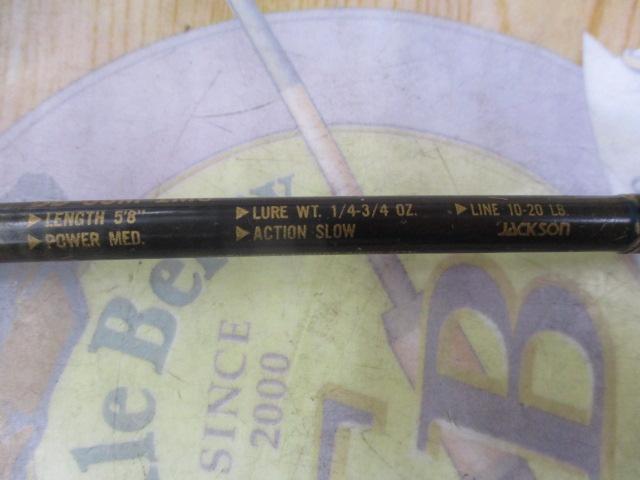 ▶ LENGTH 5'8" ▶ LURE WT. 1/4-3/4 OZ. ▶ LINE 10-20 LB.
▶ POWER MED. ▶ ACTION SLOW JACKSON
SINCE
2000
B